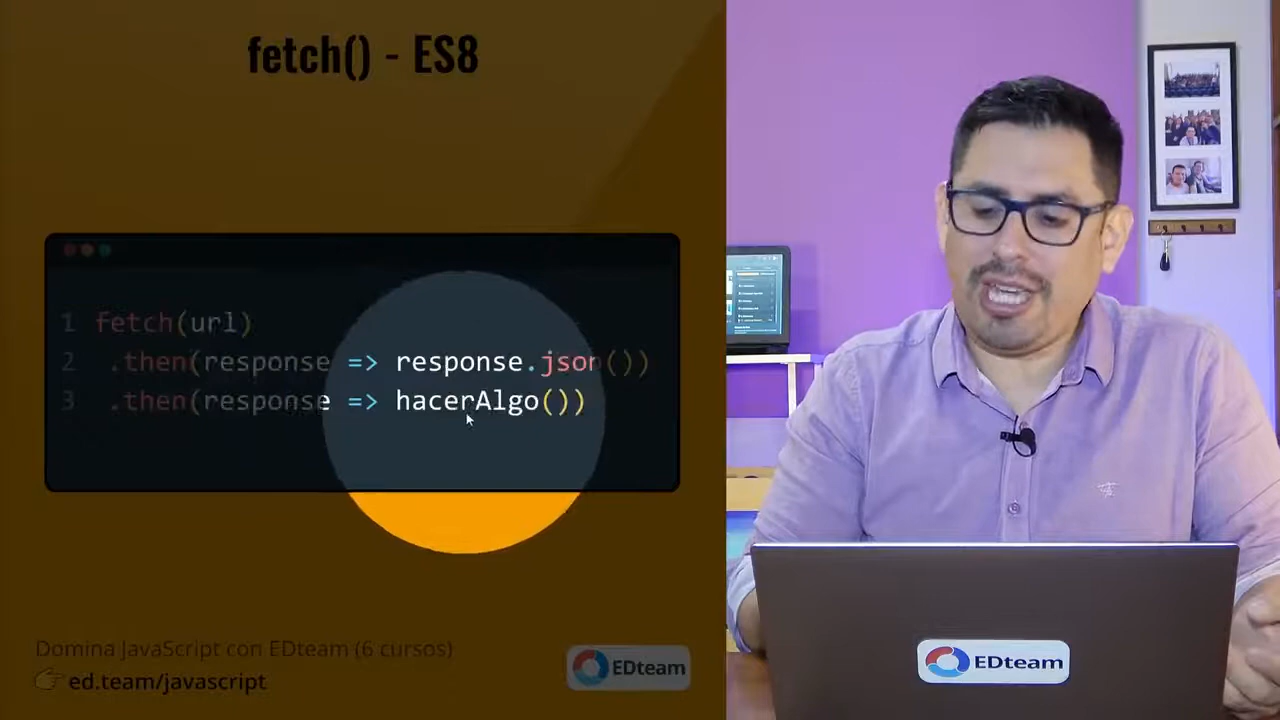 fetch() - ES8
1 fetch(url)
2 .then(response => response.json())
3 .then(response => hacerAlgo())
Domina JavaScript con EDteam (6 cursos)
ed.team/javascript
EDteam
EDteam